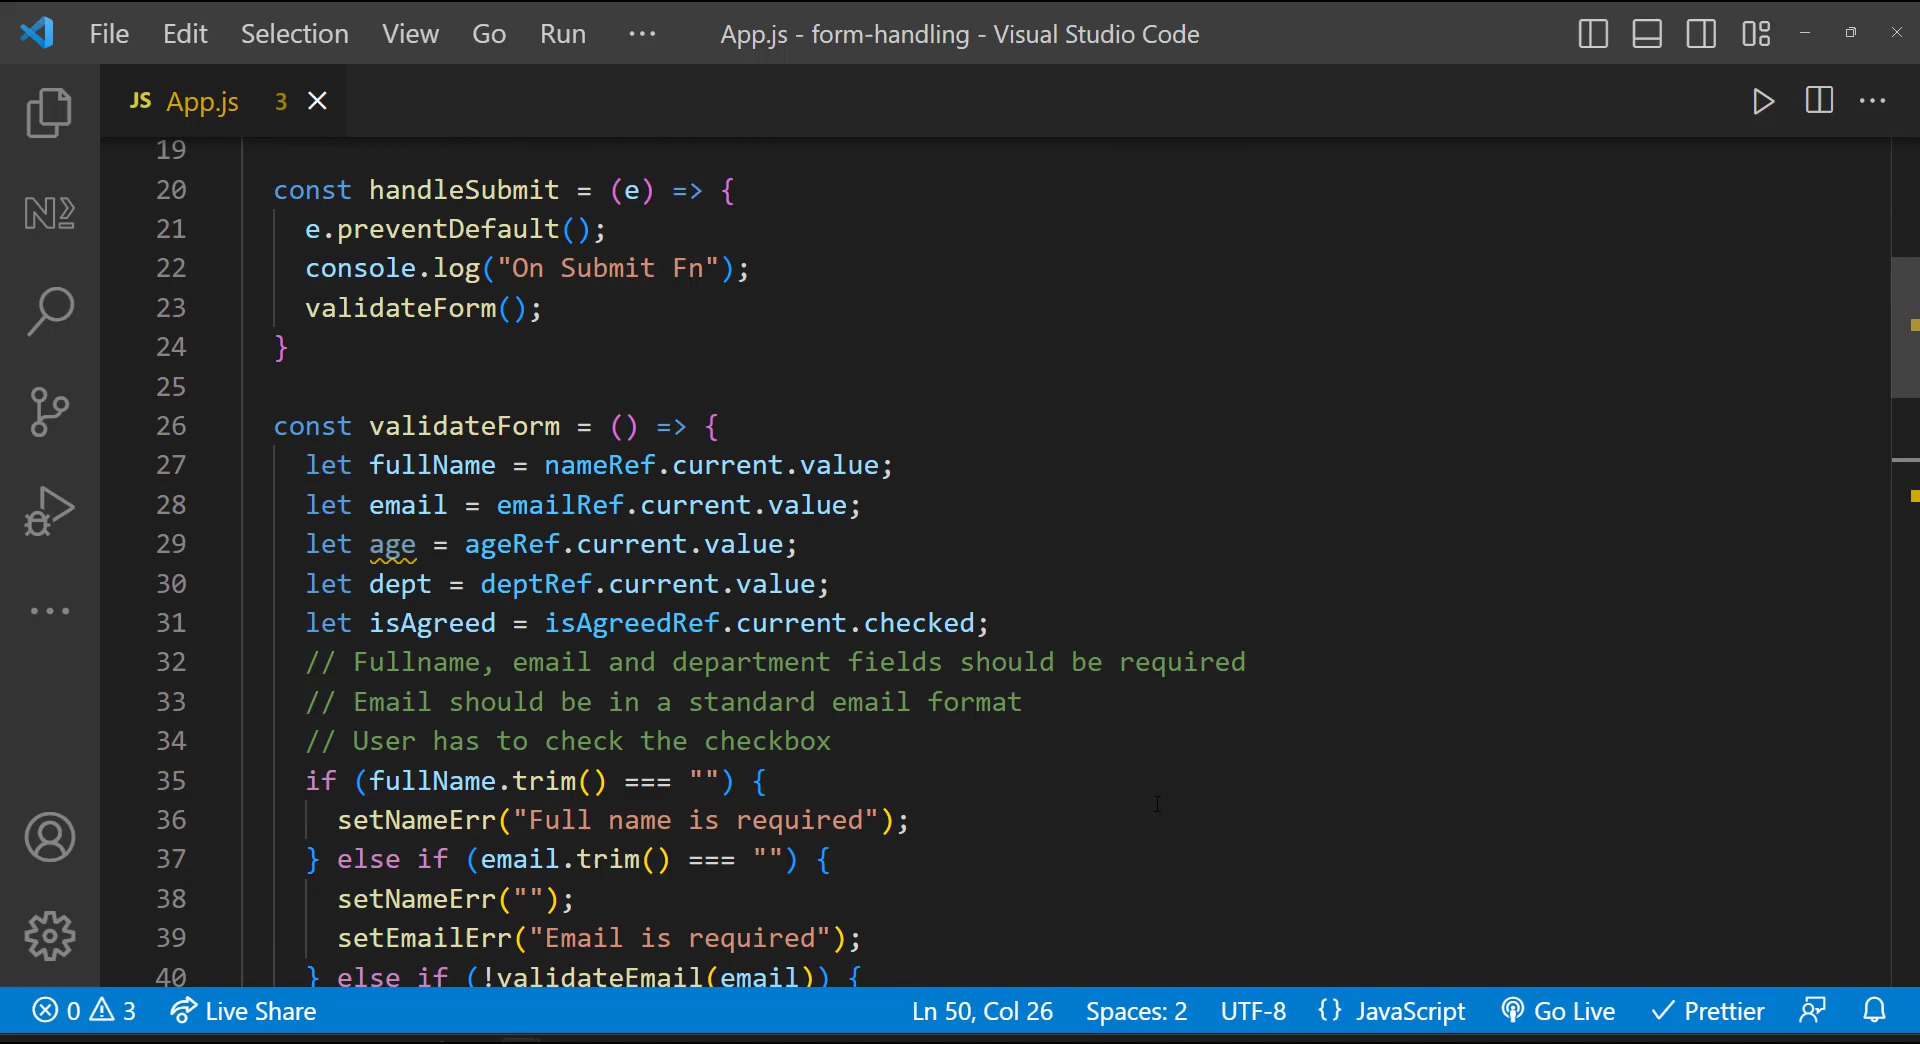 File Edit Selection View Go Run ··· App.js - form-handling - Visual Studio Code
JS App.js 3
19
20 const handleSubmit = (e) => {
21 e.preventDefault();
22 console.log("On Submit Fn");
23 validateForm();
24 }
25
26 const validateForm = () => {
27 let fullName = nameRef.current.value;
28 let email = emailRef.current.value;
29 let age = ageRef.current.value;
30 let dept = deptRef.current.value;
31 let isAgreed = isAgreedRef.current.checked;
32 // Fullname, email and department fields should be required
33 // Email should be in a standard email format
34 // User has to check the checkbox
35 if (fullName.trim() === "") {
36 setNameErr("Full name is required");
37 } else if (email.trim() === "") {
38 setNameErr("");
39 setEmailErr("Email is required");
40 } else if (!validateEmail(email)) {
0 3 Live Share Ln 50, Col 26 Spaces: 2 UTF-8 {} JavaScript Go Live Prettier